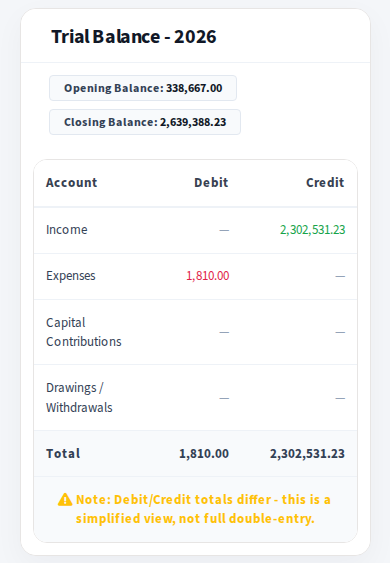 Trial Balance - 2026
Opening Balance: 338,667.00
Closing Balance: 2,639,388.23
Account Debit Credit
Income — 2,302,531.23
Expenses 1,810.00 —
Capital
Contributions — —
Drawings /
Withdrawals — —
Total 1,810.00 2,302,531.23
⚠ Note: Debit/Credit totals differ - this is a
simplified view, not full double-entry.